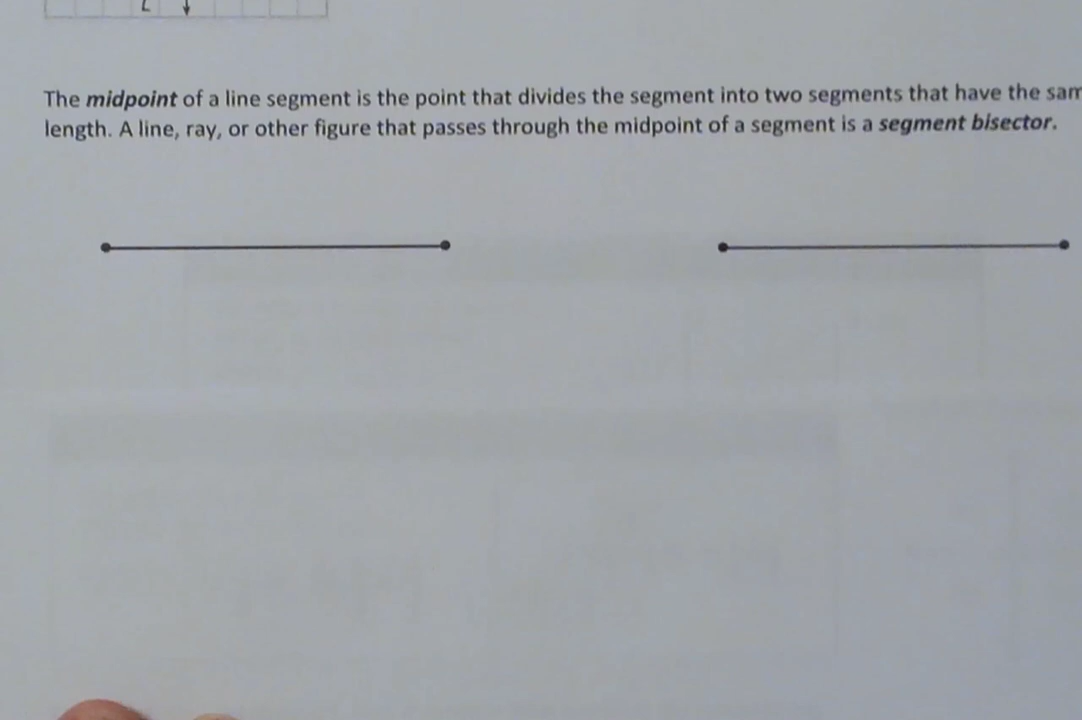 The midpoint of a line segment is the point that divides the segment into two segments that have the
length. A line, ray, or other figure that passes through the midpoint of a segment is a segment bisector.